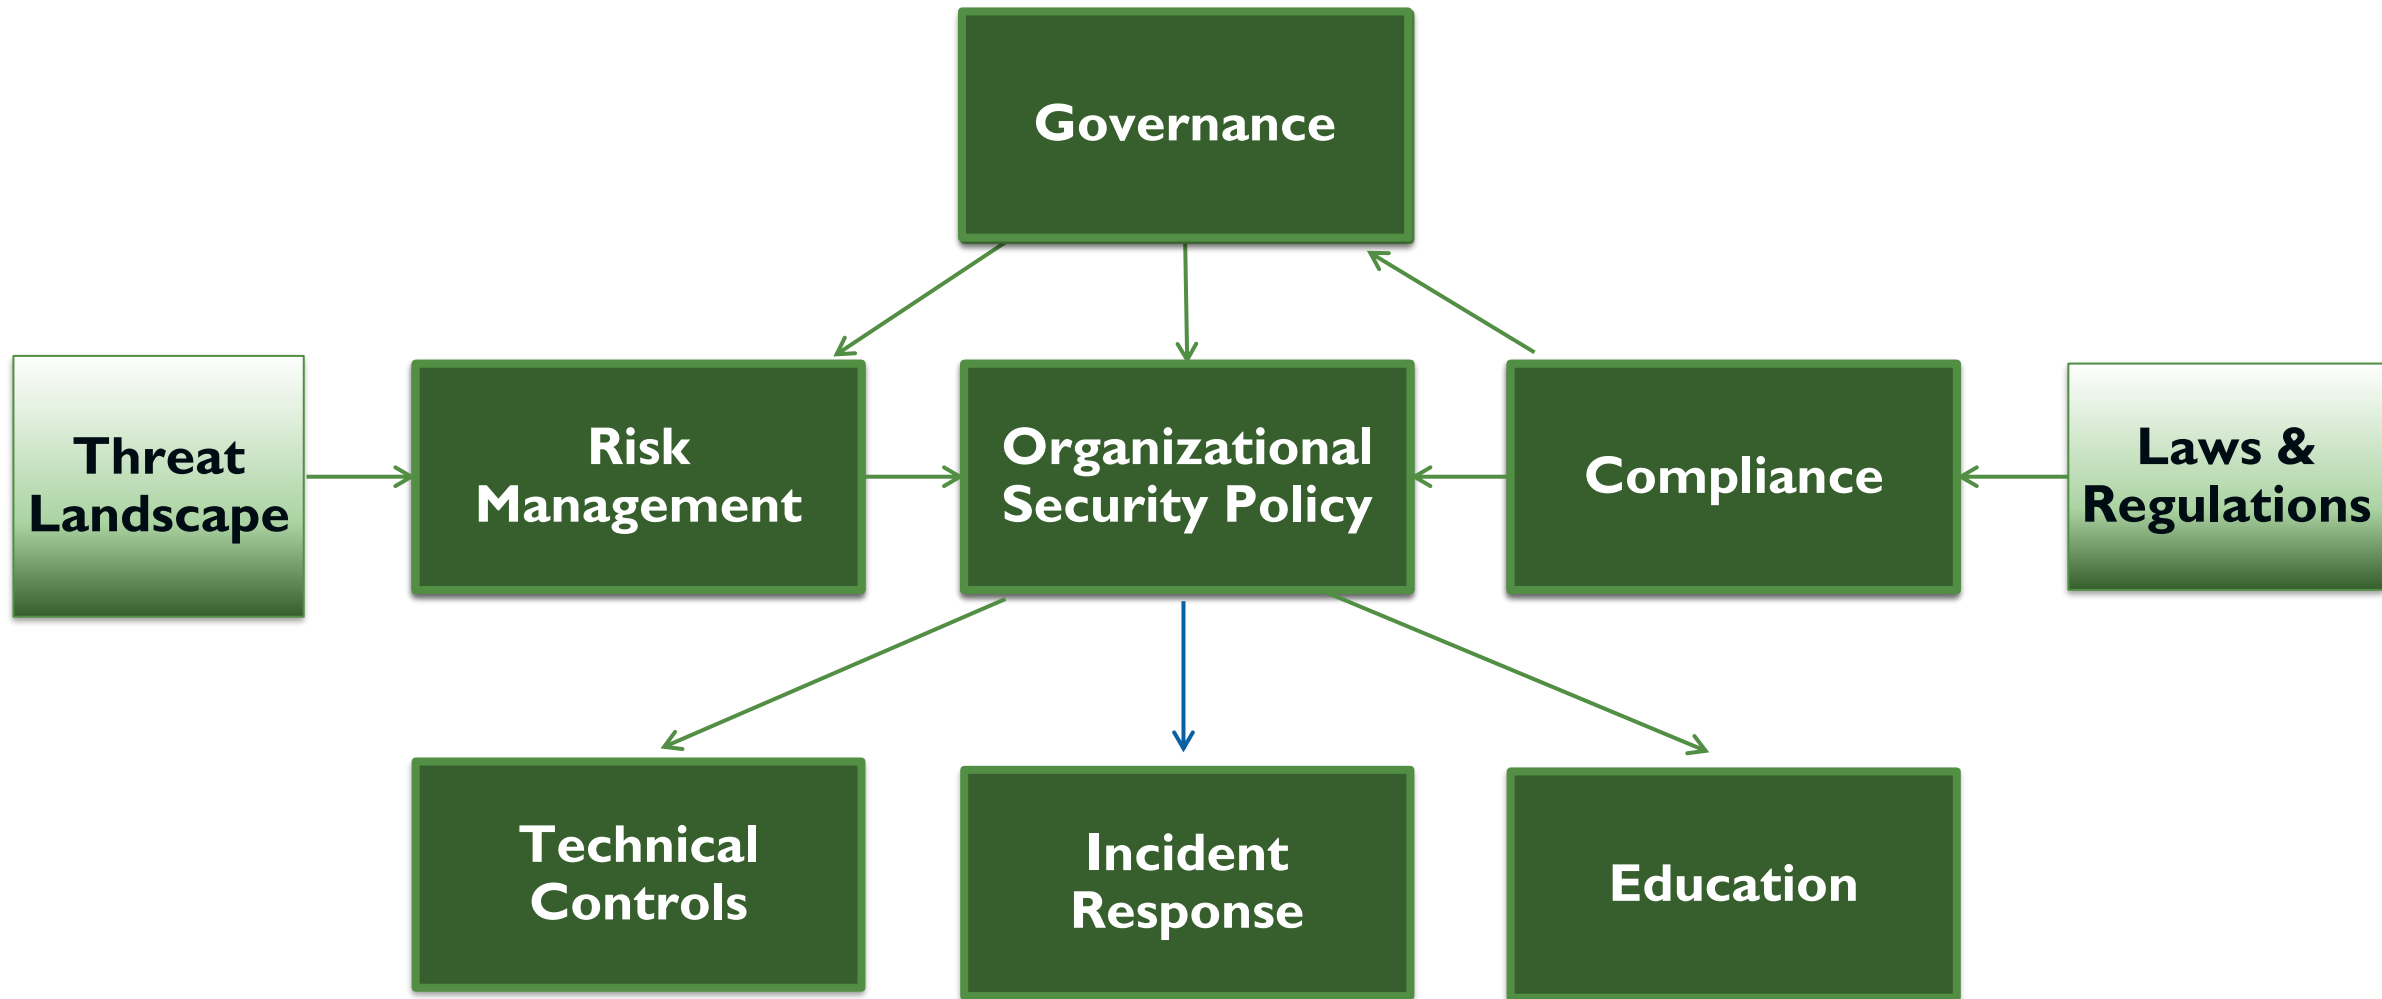 Governance
Threat
Landscape
Risk
Management
Organizational
Security Policy
Compliance
Laws &
Regulations
Technical
Controls
Incident
Response
Education